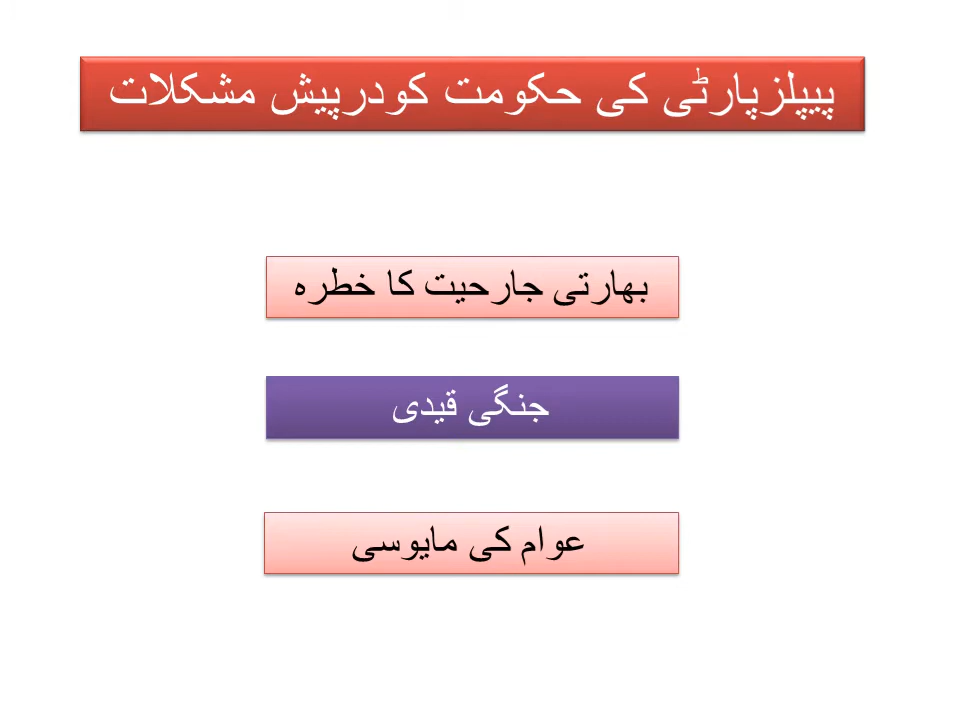 پیپلزپارٹی کی حکومت کودرپیش مشکلات
بھارتی جارحیت کا خطرہ
جنگی قیدی
عوام کی مایوسی